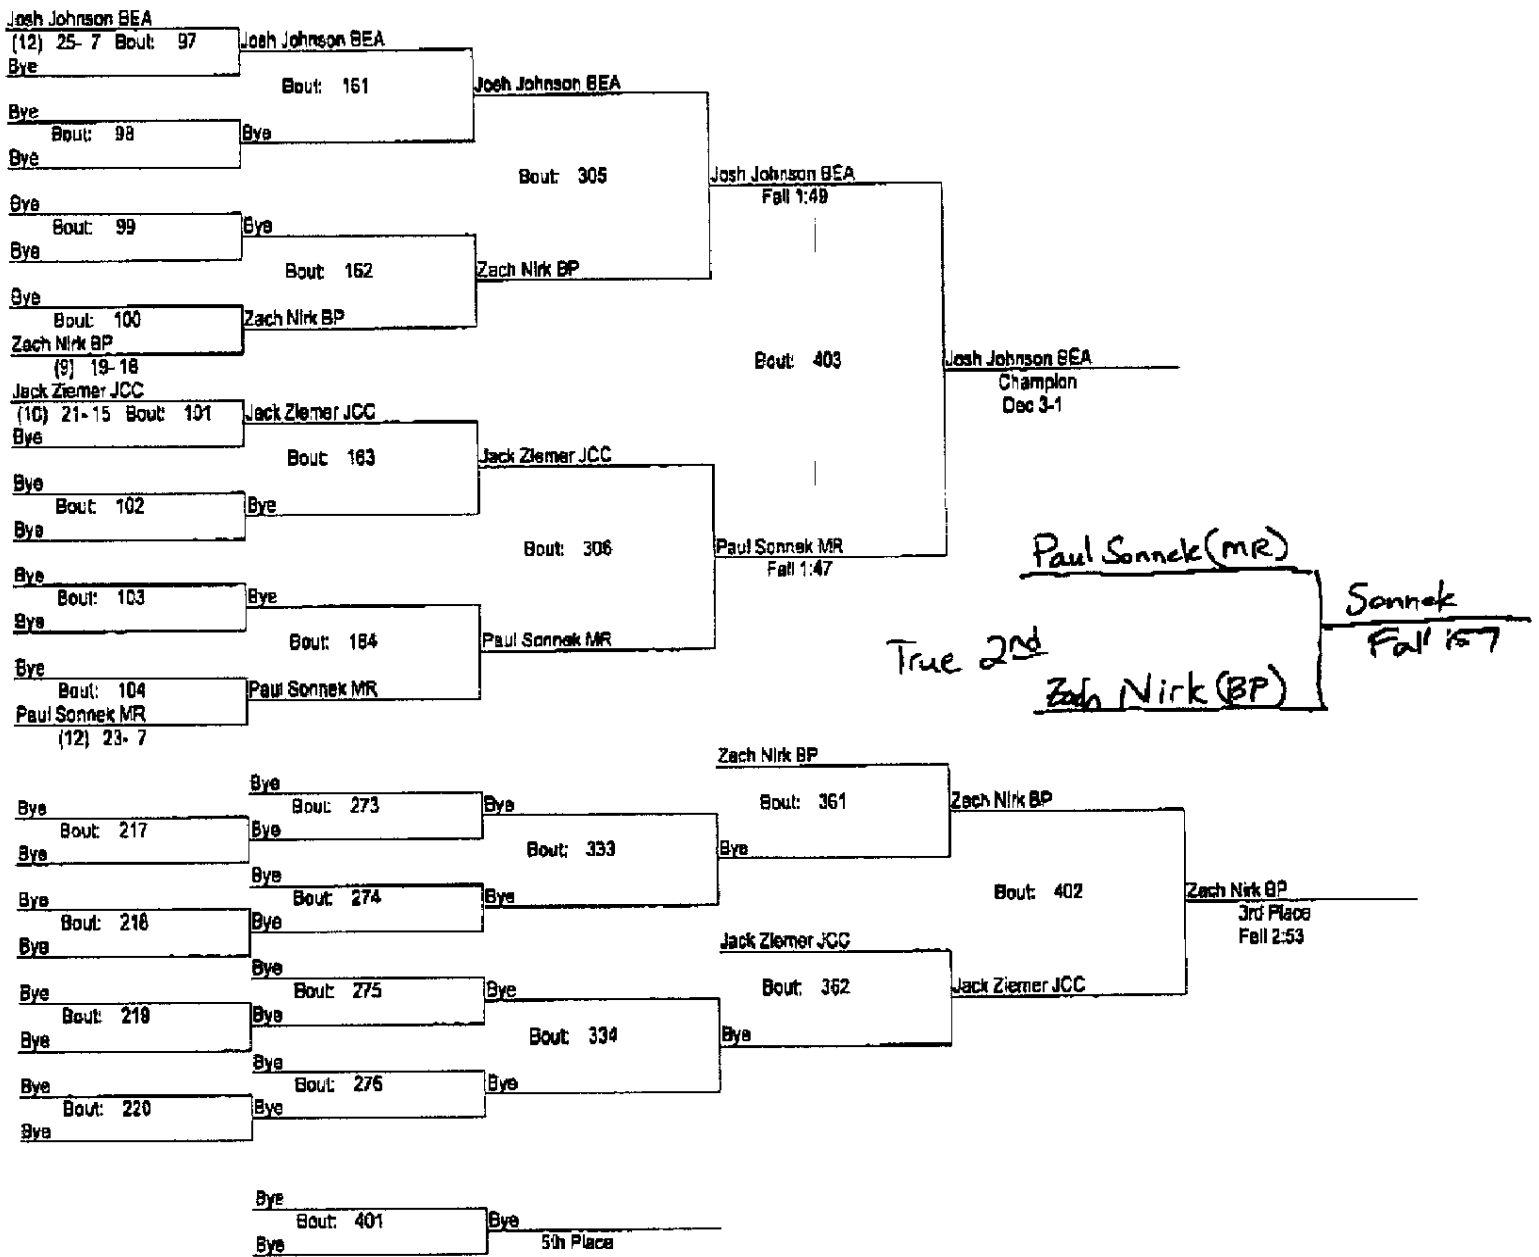 Josh Johnson BEA
(12) 25- 7 Bout: 97
Bye
Josh Johnson BEA
Bout: 161
Josh Johnson BEA
Bye
Bout: 98
Bye
Bye
Bout: 305
Josh Johnson BEA
Fall 1:49
Bye
Bout: 99
Bye
Bye
Bout: 162
Zach Nirk BP
Bye
Bout: 100
Zach Nirk BP
Zach Nirk BP
(9) 19- 16
Bout: 403
Josh Johnson BEA
Champion
Dec 3-1
Jack Ziemer JCC
(10) 21- 15 Bout: 101
Bye
Jack Ziemer JCC
Bout: 163
Jack Ziemer JCC
Bye
Bout: 102
Bye
Bye
Bout: 306
Paul Sonnek MR
Fall 1:47
Bye
Bout: 103
Bye
Bye
Bout: 164
Paul Sonnek MR
Bye
Bout: 104
Paul Sonnek MR
Paul Sonnek MR
(12) 23- 7
Paul Sonnek (MR)
True 2nd
Zach Nirk (BP)
Sonnek
Fall
Bye
Bout: 217
Bye
Bye
Bout: 273
Bye
Bye
Bout: 333
Zach Nirk BP
Bout: 361
Bye
Zach Nirk BP
Bye
Bout: 218
Bye
Bye
Bout: 274
Bye
Bye
Bout: 402
Zach Nirk BP
3rd Place
Fall 2:53
Bye
Bout: 219
Bye
Bye
Bout: 275
Bye
Bye
Bout: 334
Jack Ziemer JCC
Bout: 362
Bye
Jack Ziemer JCC
Bye
Bout: 220
Bye
Bye
Bout: 276
Bye
Bye
Bye
Bout: 401
Bye
Bye
5th Place